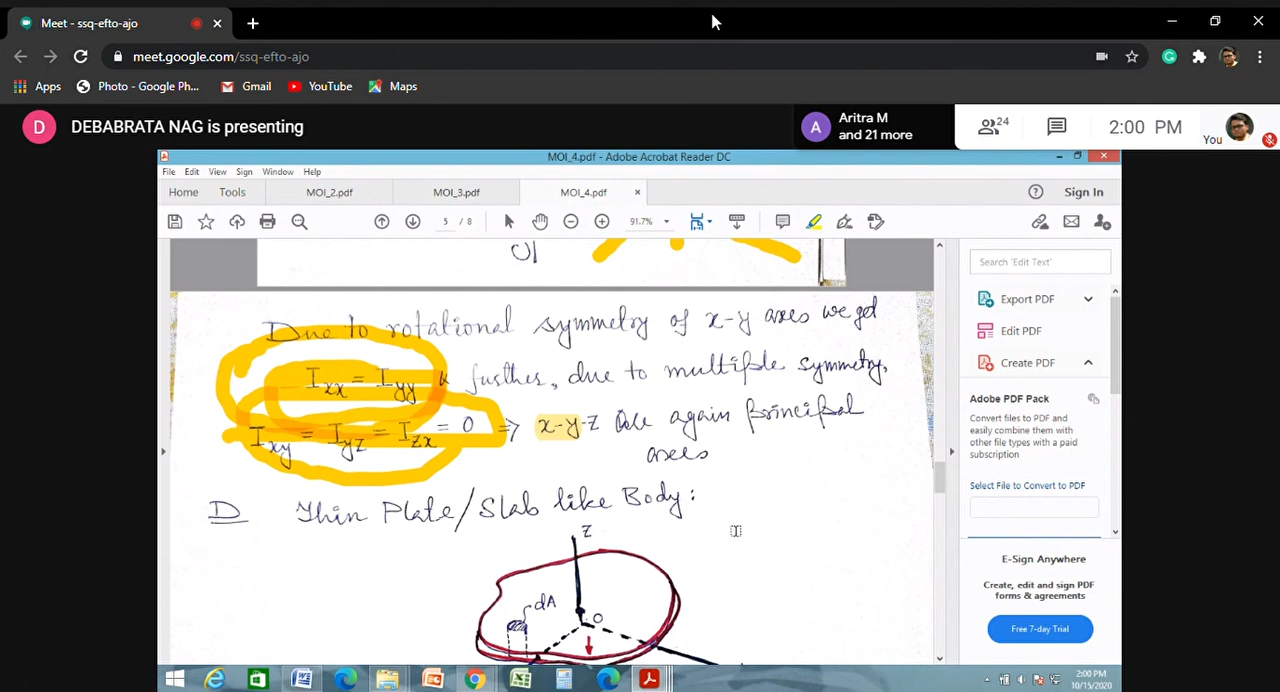 Meet - ssq-efto-ajo
meet.google.com/ssq-efto-ajo
Apps Photo - Google Ph... Gmail YouTube Maps
D DEBABRATA NAG is presenting
A Aritra M
and 21 more
24
2:00 PM
You
MOI_4.pdf - Adobe Acrobat Reader DC
File Edit View Sign Window Help
Home Tools MOI_2.pdf MOI_3.pdf MOI_4.pdf Sign In
5 / 8 91.7%
Due to rotational symmetry of x-y axes we get
Ixx = Iyy & further, due to multiple symmetry,
Ixy = Iyz = Izx = 0 ⇒ x-y-z are again principal
axes
D Thin Plate/Slab like Body:
z
dA
O
Search 'Edit Text'
Export PDF
Edit PDF
Create PDF
Adobe PDF Pack
Convert files to PDF and
easily combine them with
other file types with a paid
subscription
Select File to Convert to PDF
E-Sign Anywhere
Create, edit and sign PDF
forms & agreements
Free 7-day Trial
2:00 PM
10/15/2020